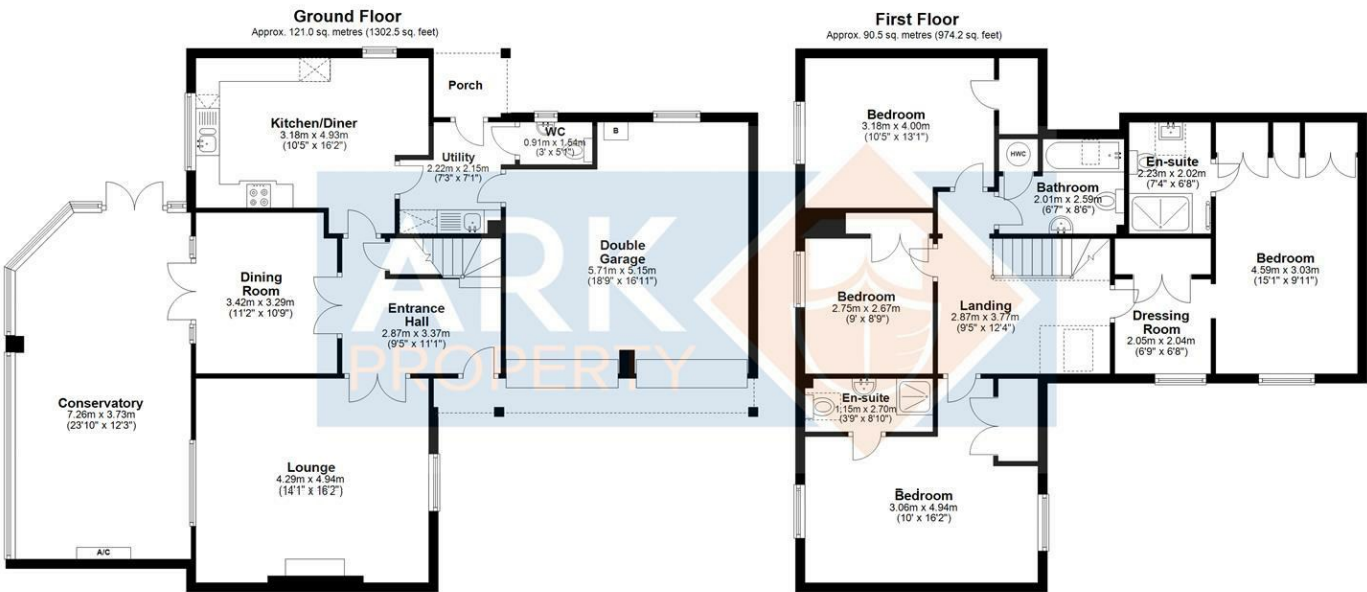 Ground Floor
Approx. 121.0 sq. metres (1302.5 sq. feet)
Kitchen/Diner
3.18m x 4.93m
(10'5" x 16'2")
Porch
WC
0.91m x 1.54m
(3' x 5'1")
B
Utility
2.22m x 2.15m
(7'3" x 7'1")
Double
Garage
5.71m x 5.15m
(18'9" x 16'11")
Dining
Room
3.42m x 3.29m
(11'2" x 10'9")
Entrance
Hall
2.87m x 3.37m
(9'5" x 11'1")
Conservatory
7.26m x 3.73m
(23'10" x 12'3")
Lounge
4.29m x 4.94m
(14'1" x 16'2")
A/C
First Floor
Approx. 90.5 sq. metres (974.2 sq. feet)
Bedroom
3.18m x 4.00m
(10'5" x 13'1")
HWC
Bathroom
2.01m x 2.59m
(6'7" x 8'6")
En-suite
2.23m x 2.02m
(7'4" x 6'8")
Bedroom
4.59m x 3.03m
(15'1" x 9'11")
Bedroom
2.75m x 2.67m
(9' x 8'9")
Landing
2.87m x 3.77m
(9'5" x 12'4")
Dressing
Room
2.05m x 2.04m
(6'9" x 6'8")
En-suite
1.15m x 2.70m
(3'9" x 8'10")
Bedroom
3.06m x 4.94m
(10' x 16'2")
ARK
PROPERTY